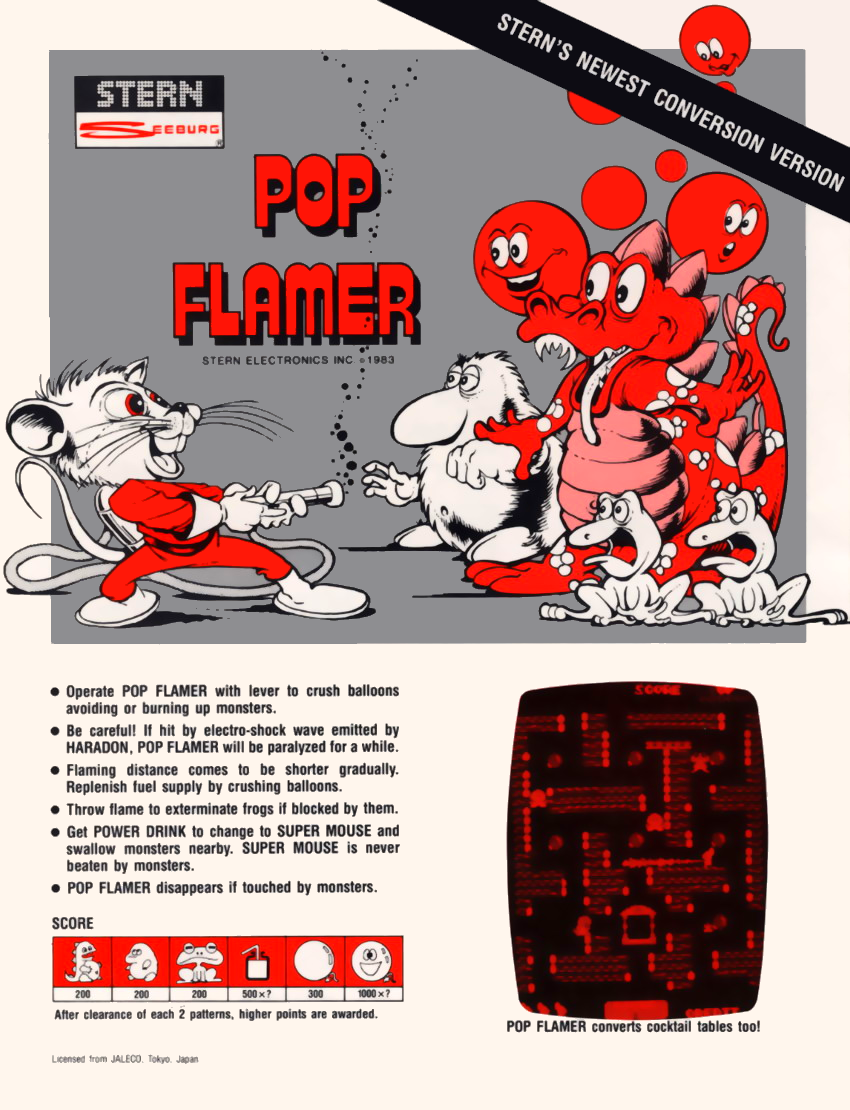 STERN'S NEWEST CONVERSION VERSION
STERN
SEEBURG
®
POP
FLAMER
STERN ELECTRONICS INC © 1983
● Operate POP FLAMER with lever to crush balloons
avoiding or burning up monsters.
● Be careful! If hit by electro-shock wave emitted by
HARADON, POP FLAMER will be paralyzed for a while.
● Flaming distance comes to be shorter gradually.
Replenish fuel supply by crushing balloons.
● Throw flame to exterminate frogs if blocked by them.
● Get POWER DRINK to change to SUPER MOUSE and
swallow monsters nearby. SUPER MOUSE is never
beaten by monsters.
● POP FLAMER disappears if touched by monsters.
SCORE
200 200 200 500×? 300 1000×?
After clearance of each 2 patterns, higher points are awarded.
SCORE
CREDIT
POP FLAMER converts cocktail tables too!
Licensed from JALECO. Tokyo. Japan